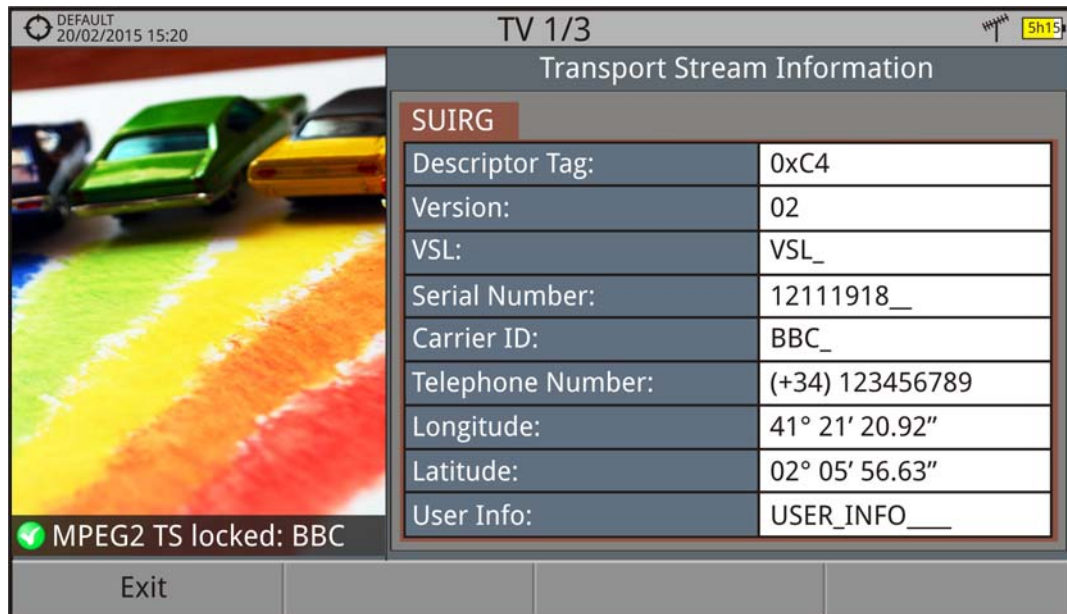 DEFAULT
20/02/2015 15:20
TV 1/3
5h15
Transport Stream Information
SUIRG
Descriptor Tag: 0xC4
Version: 02
VSL: VSL_
Serial Number: 12111918__
Carrier ID: BBC_
Telephone Number: (+34) 123456789
Longitude: 41° 21′ 20.92”
Latitude: 02° 05′ 56.63”
User Info: USER_INFO____
MPEG2 TS locked: BBC
Exit